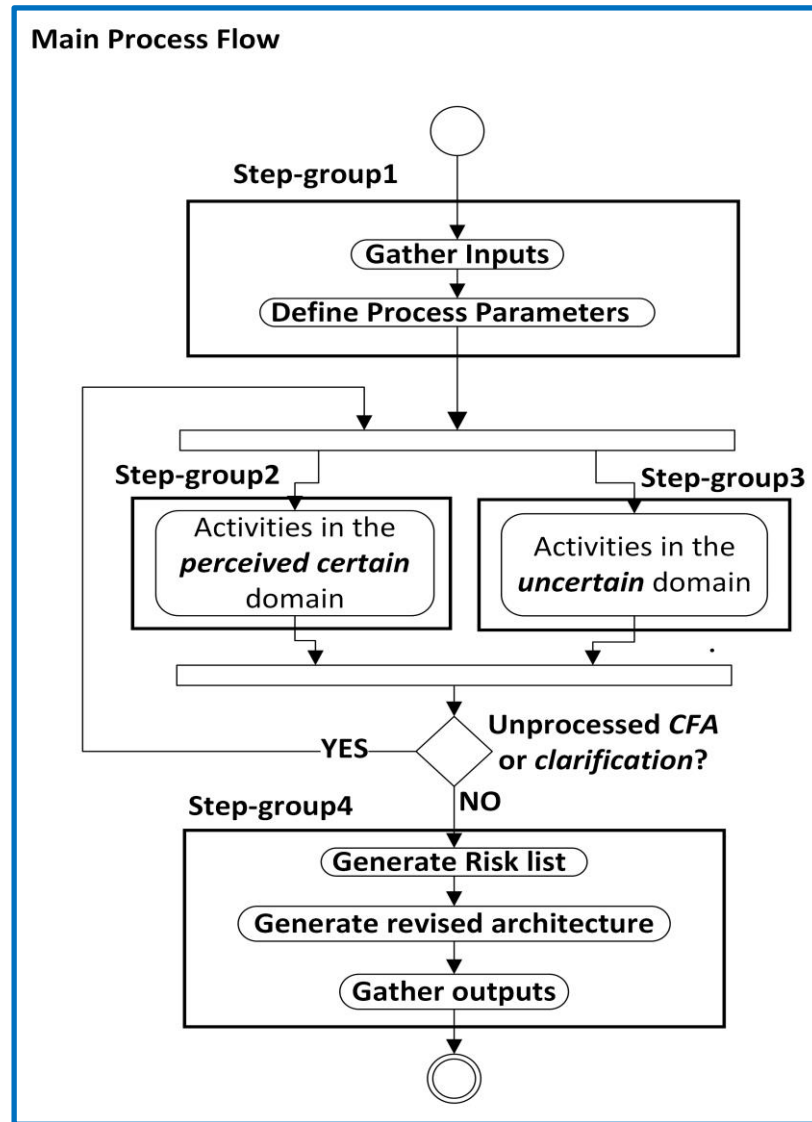 Main Process Flow
Step-group1
Gather Inputs
Define Process Parameters
Step-group2
Step-group3
Activities in the
perceived certain
domain
Activities in the
uncertain domain
Unprocessed CFA
or clarification?
YES
NO
Step-group4
Generate Risk list
Generate revised architecture
Gather outputs